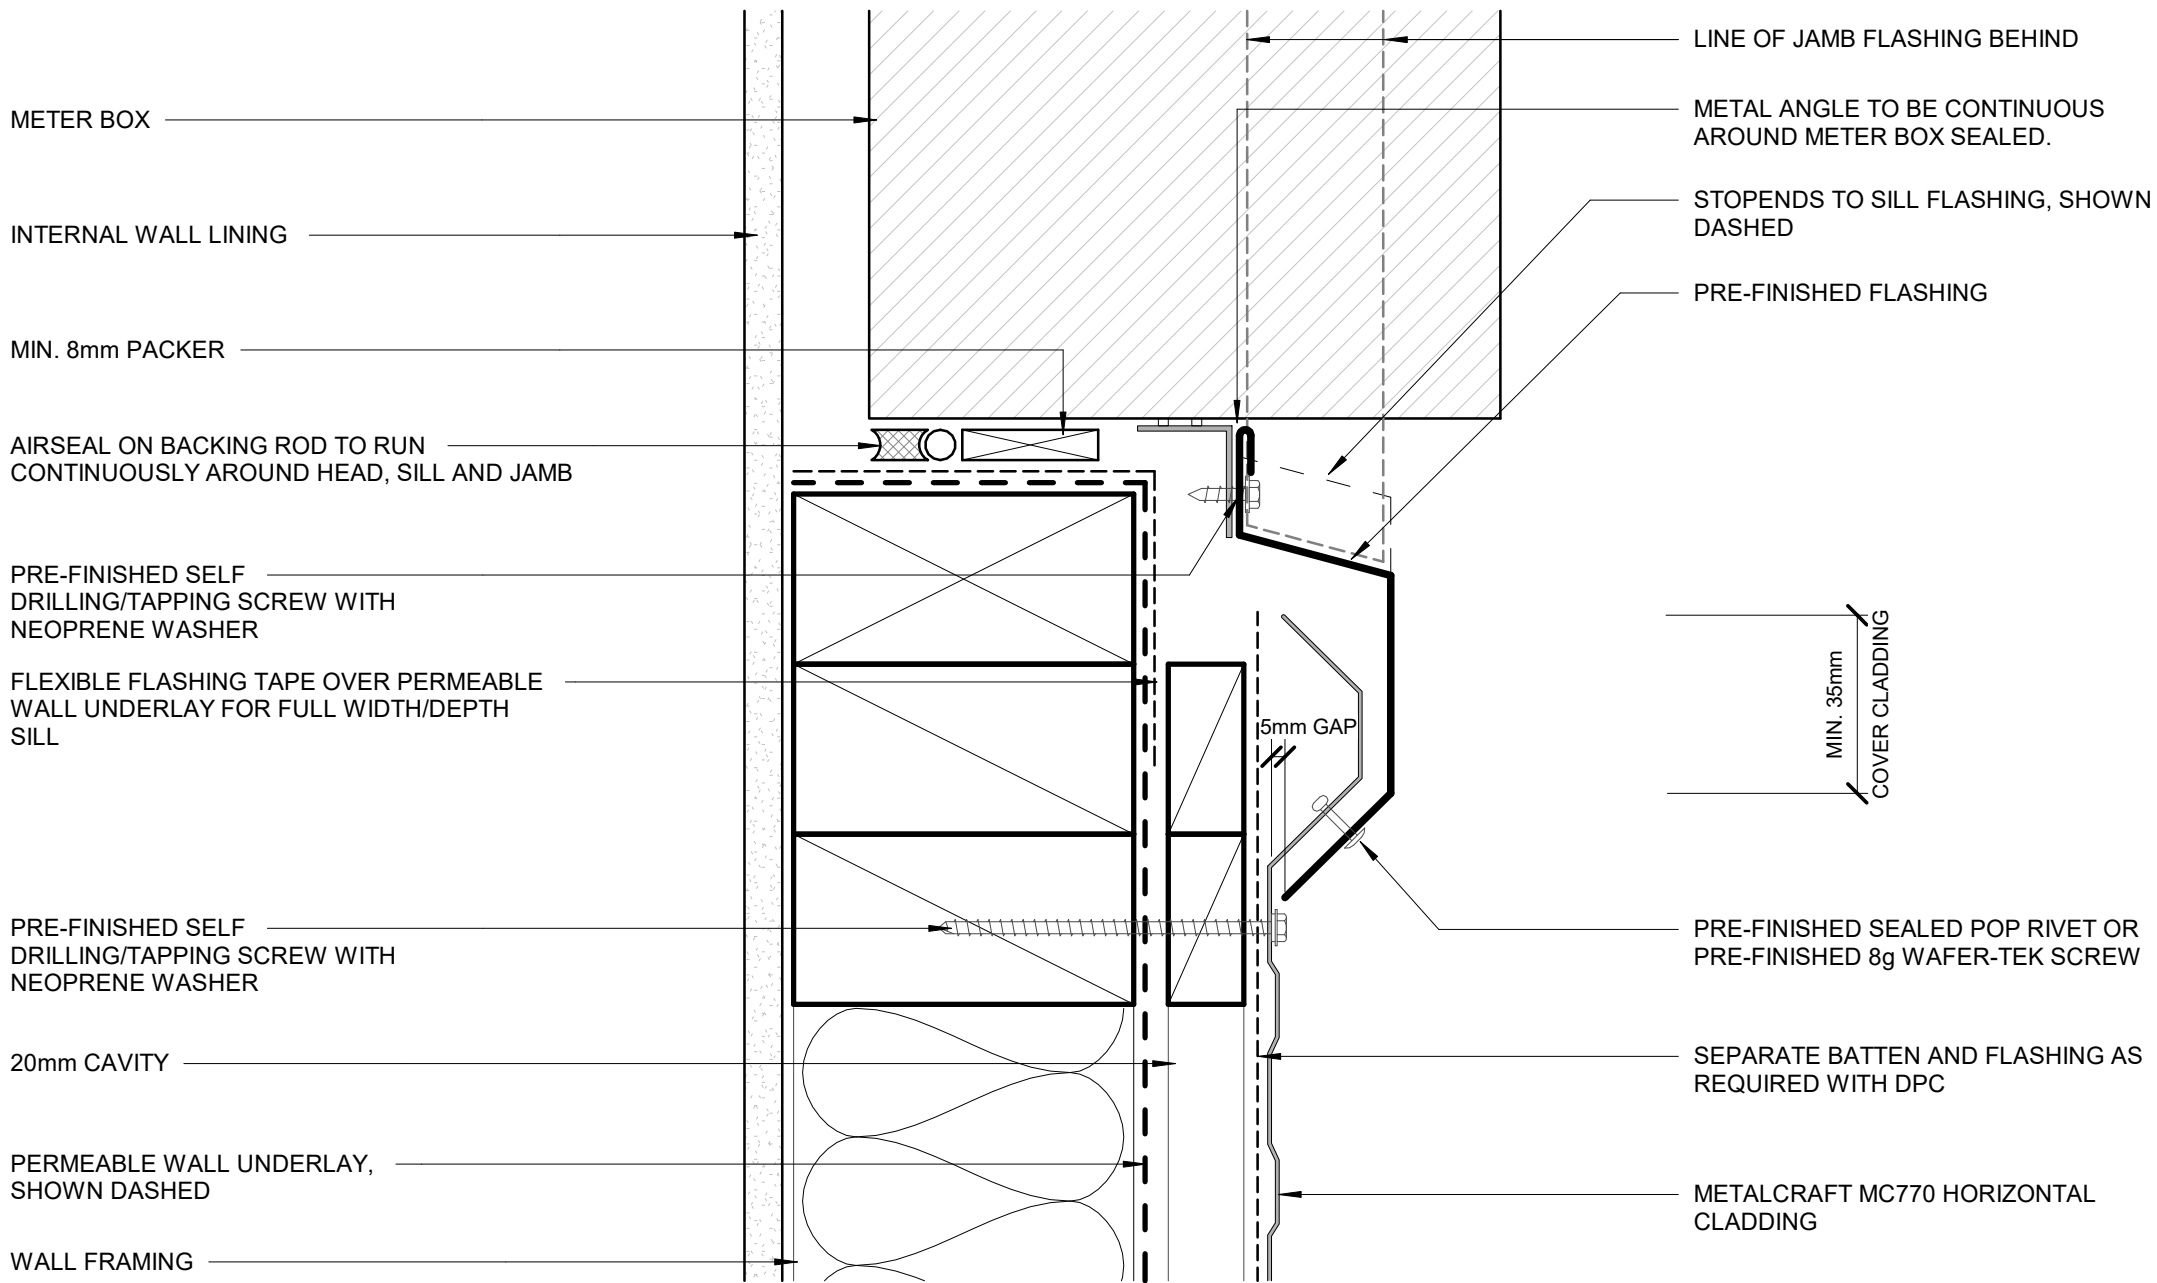 METER BOX
INTERNAL WALL LINING
MIN. 8mm PACKER
AIRSEAL ON BACKING ROD TO RUN
CONTINUOUSLY AROUND HEAD, SILL AND JAMB
PRE-FINISHED SELF
DRILLING/TAPPING SCREW WITH
NEOPRENE WASHER
FLEXIBLE FLASHING TAPE OVER PERMEABLE
WALL UNDERLAY FOR FULL WIDTH/DEPTH
SILL
PRE-FINISHED SELF
DRILLING/TAPPING SCREW WITH
NEOPRENE WASHER
20mm CAVITY
PERMEABLE WALL UNDERLAY,
SHOWN DASHED
WALL FRAMING
5mm GAP
LINE OF JAMB FLASHING BEHIND
METAL ANGLE TO BE CONTINUOUS
AROUND METER BOX SEALED.
STOPENDS TO SILL FLASHING, SHOWN
DASHED
PRE-FINISHED FLASHING
MIN. 35mm
COVER CLADDING
PRE-FINISHED SEALED POP RIVET OR
PRE-FINISHED 8g WAFER-TEK SCREW
SEPARATE BATTEN AND FLASHING AS
REQUIRED WITH DPC
METALCRAFT MC770 HORIZONTAL
CLADDING